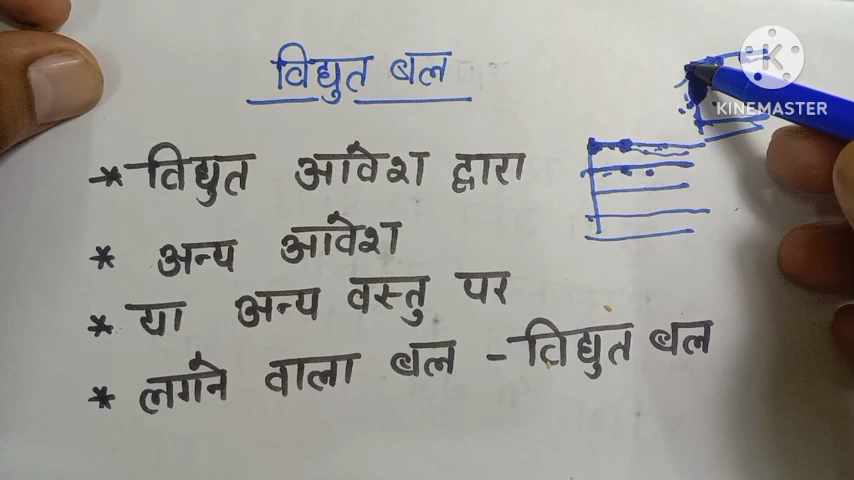 विद्युत बल
KINEMASTER
* विद्युत आवेश द्वारा
* अन्य आवेश
* या अन्य वस्तु पर
* लगने वाला बल - विद्युत बल